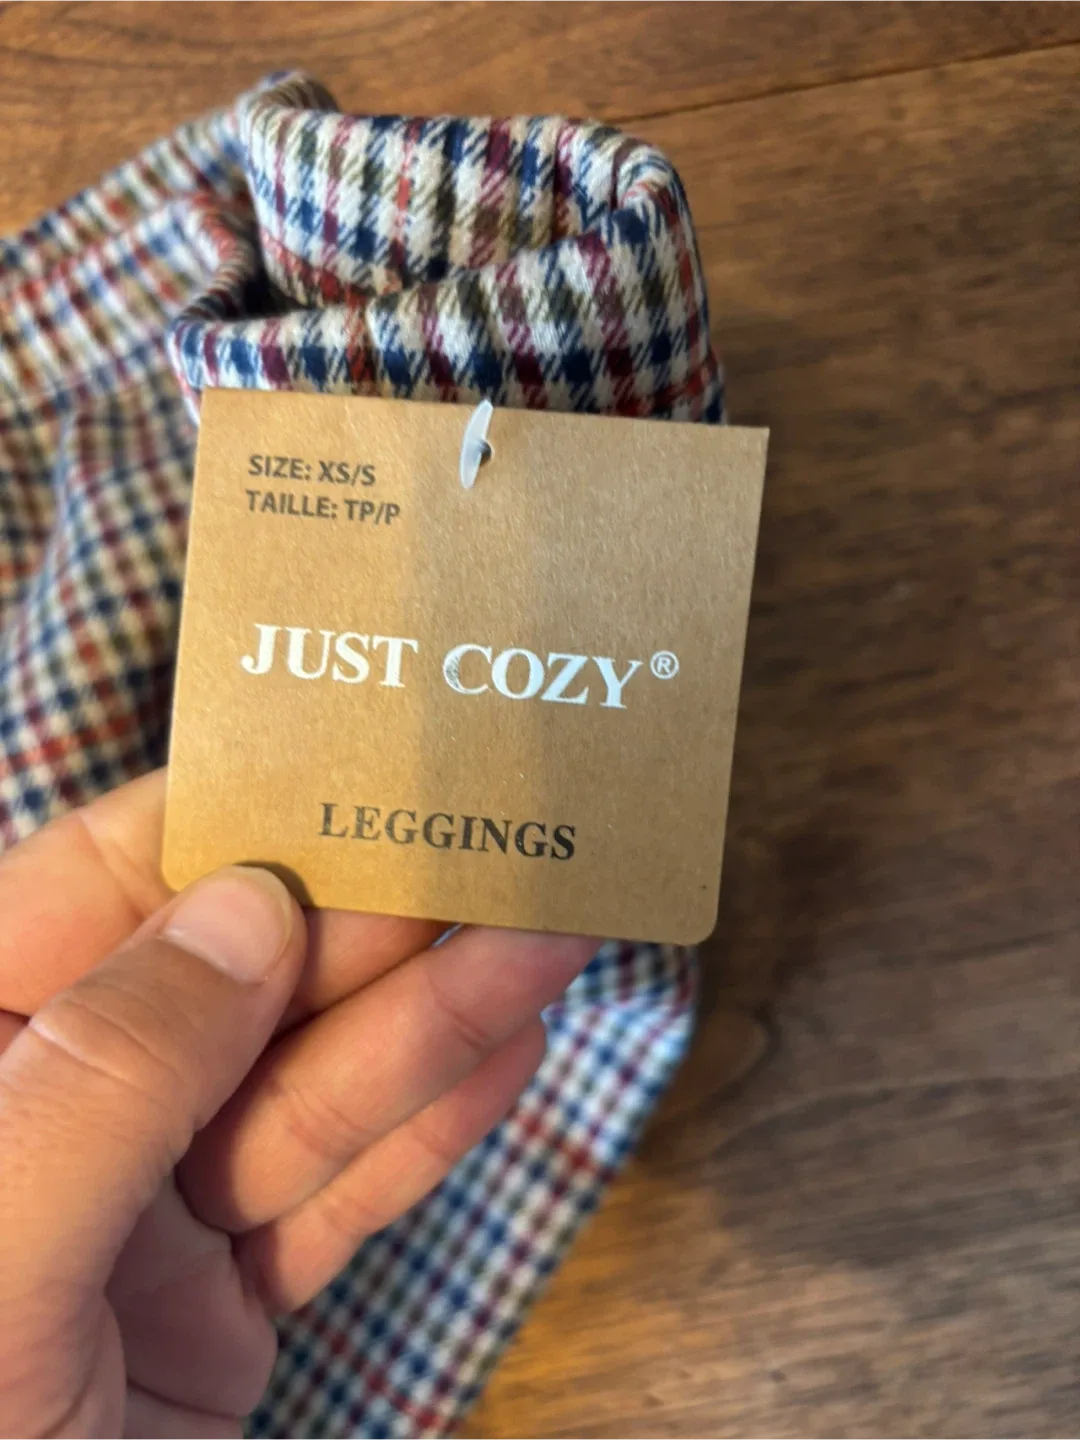 SIZE: XS/S
TAILLE: TP/P
JUST COZY®
LEGGINGS